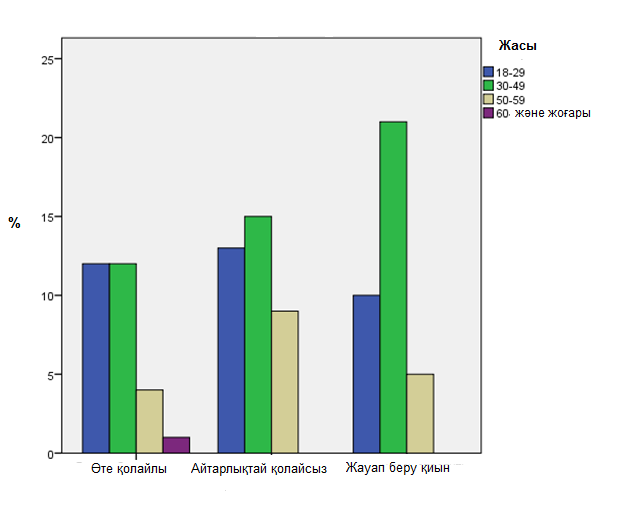 Жасы
18-29
30-49
50-59
60- және жоғары
%
25
20
15
10
5
0
Өте қолайлы
Айтарлықтай қолайсыз
Жауап беру қиын